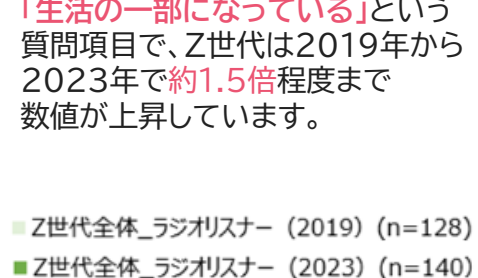 「生活の一部になっている」という
質問項目で、Z世代は2019年から
2023年で約1.5倍程度まで
数値が上昇しています。
Z世代全体_ラジオリスナー（2019）(n=128)
Z世代全体_ラジオリスナー（2023）(n=140)